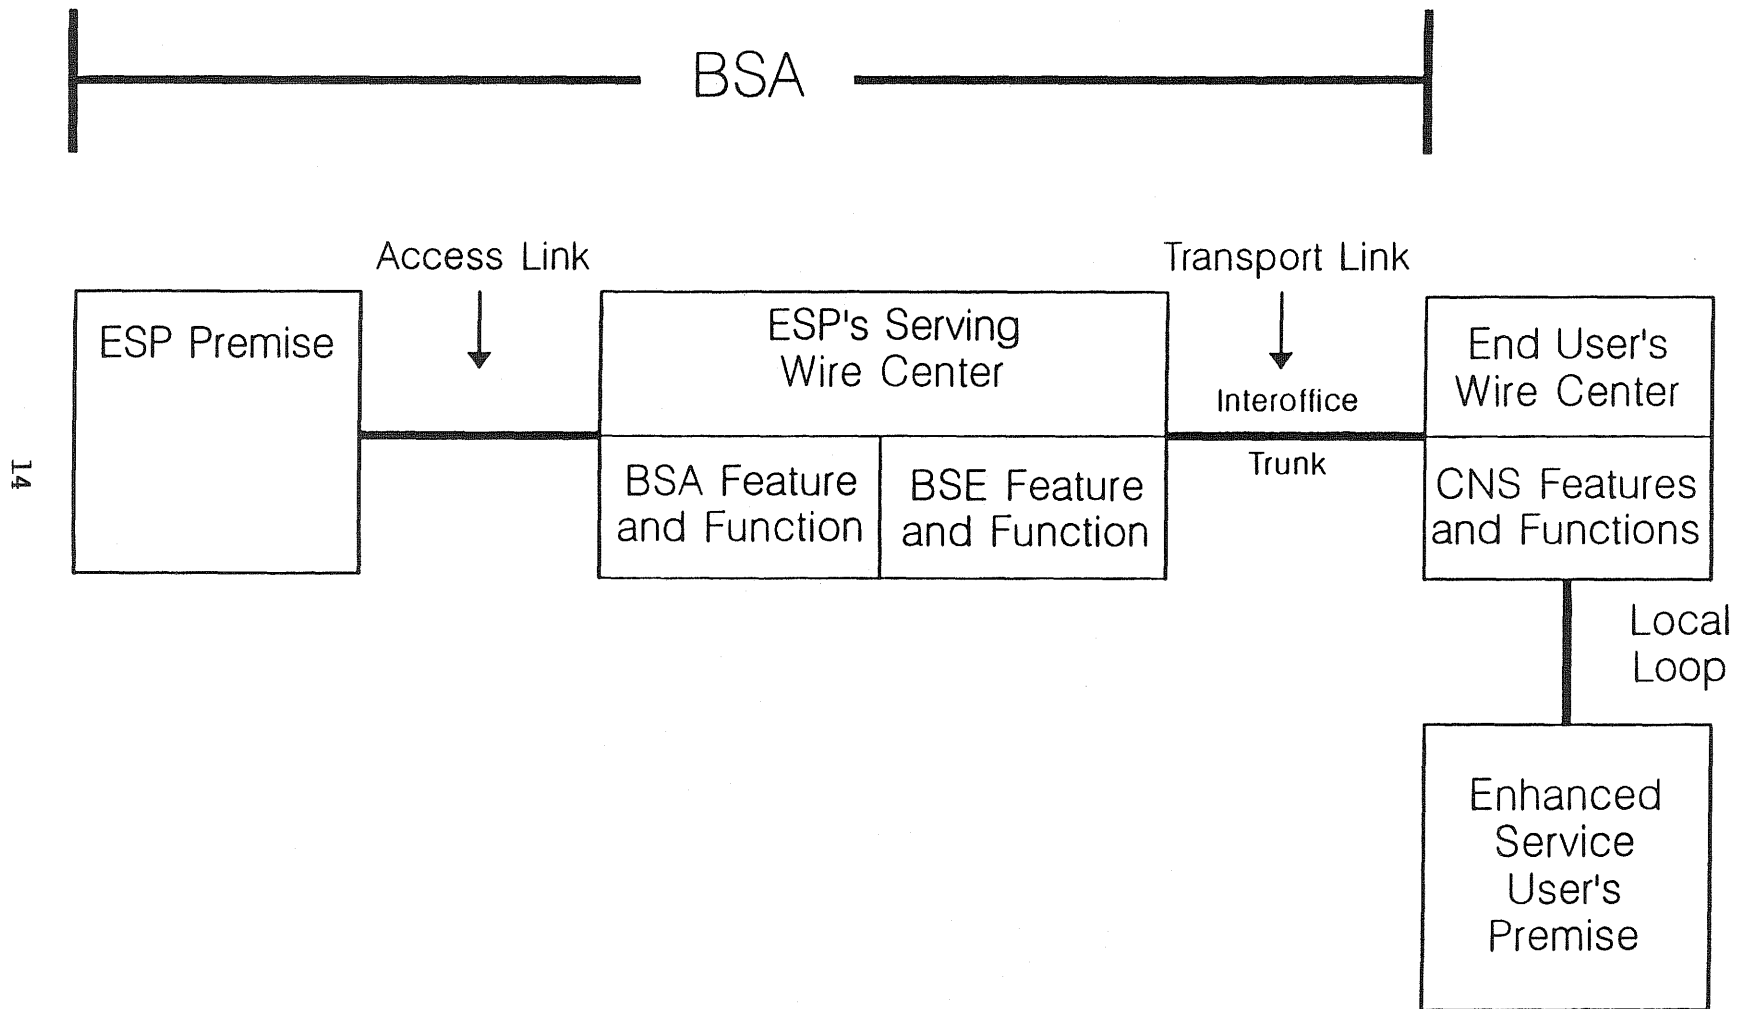 BSA
Access Link
Transport Link
ESP Premise
ESP's Serving
Wire Center
Interoffice
Trunk
End User's
Wire Center
BSA Feature
and Function
BSE Feature
and Function
CNS Features
and Functions
Local
Loop
Enhanced
Service
User's
Premise
14